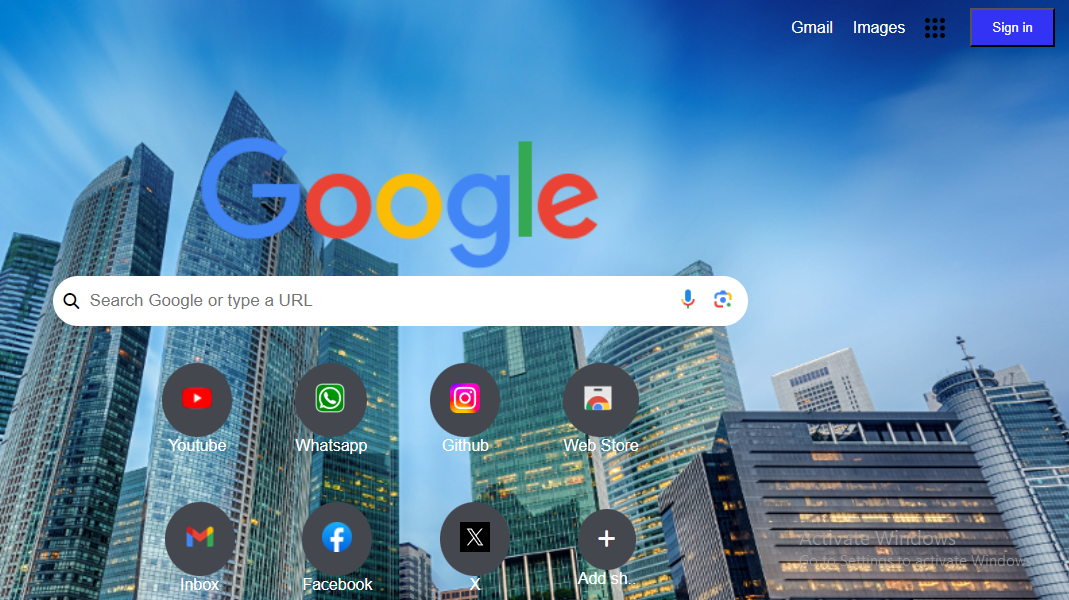 Gmail Images Sign in
Google
Search Google or type a URL
Youtube Whatsapp Github Web Store
Inbox Facebook X Add sh..
Activate Windows
Go to Settings to activate Windows